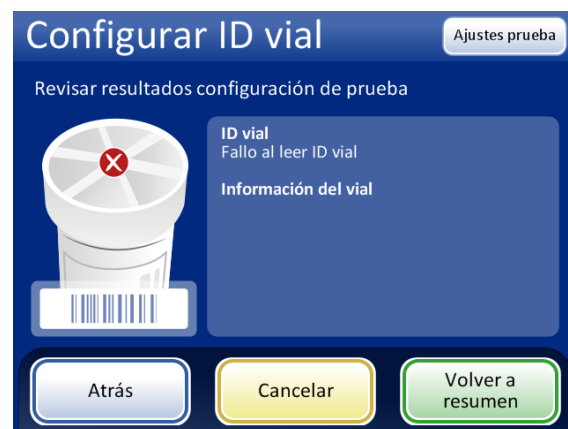 Configurar ID vial
Ajustes prueba
Revisar resultados configuración de prueba
ID vial
Fallo al leer ID vial
Información del vial
Atrás
Cancelar
Volver a
resumen